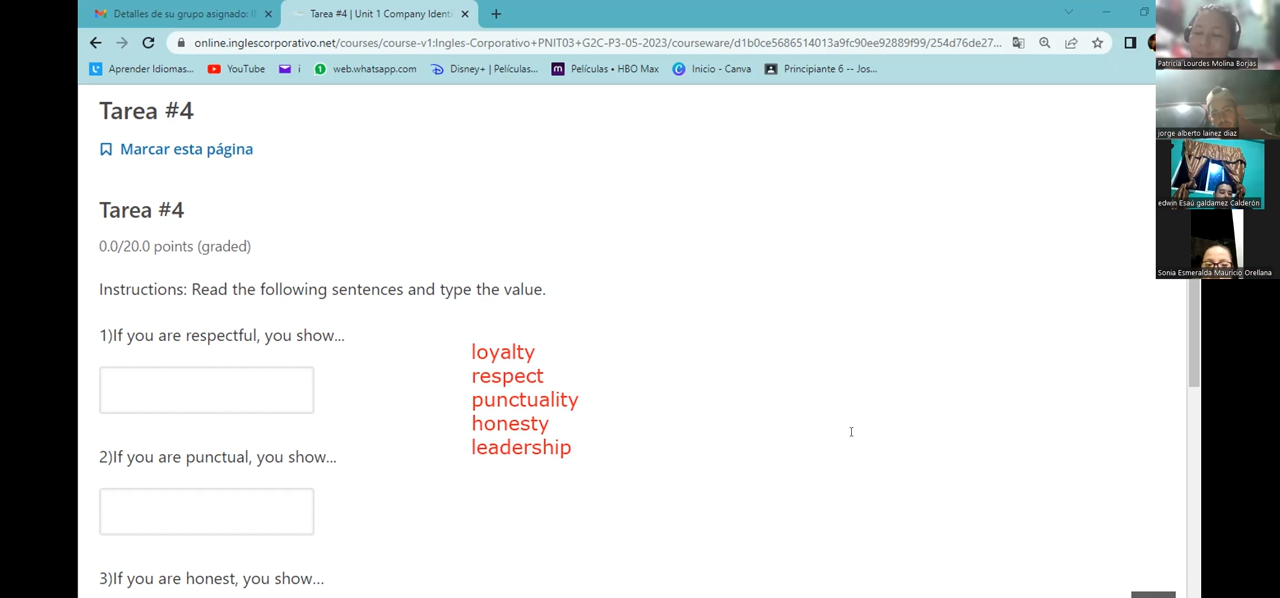 Detalles de su grupo asignado: I
Tarea #4 | Unit 1 Company Ident
online.inglescorporativo.net/courses/course-v1:Ingles-Corporativo+PNIT03+G2C-P3-05-2023/courseware/d1b0ce5686514013a9fc90ee92889f99/254d76de27...
Aprender Idiomas...
YouTube
i
web.whatsapp.com
Disney+ | Películas...
Películas • HBO Max
Inicio - Canva
Principiante 6 -- Jos...
Patricia Lourdes Molina Borjas
jorge alberto lainez diaz
edwin Esaú galdamez Calderón
Sonia Esmeralda Mauricio Orellana
Tarea #4
Marcar esta página
Tarea #4
0.0/20.0 points (graded)
Instructions: Read the following sentences and type the value.
1)If you are respectful, you show...
loyalty
respect
punctuality
honesty
leadership
2)If you are punctual, you show...
3)If you are honest, you show...